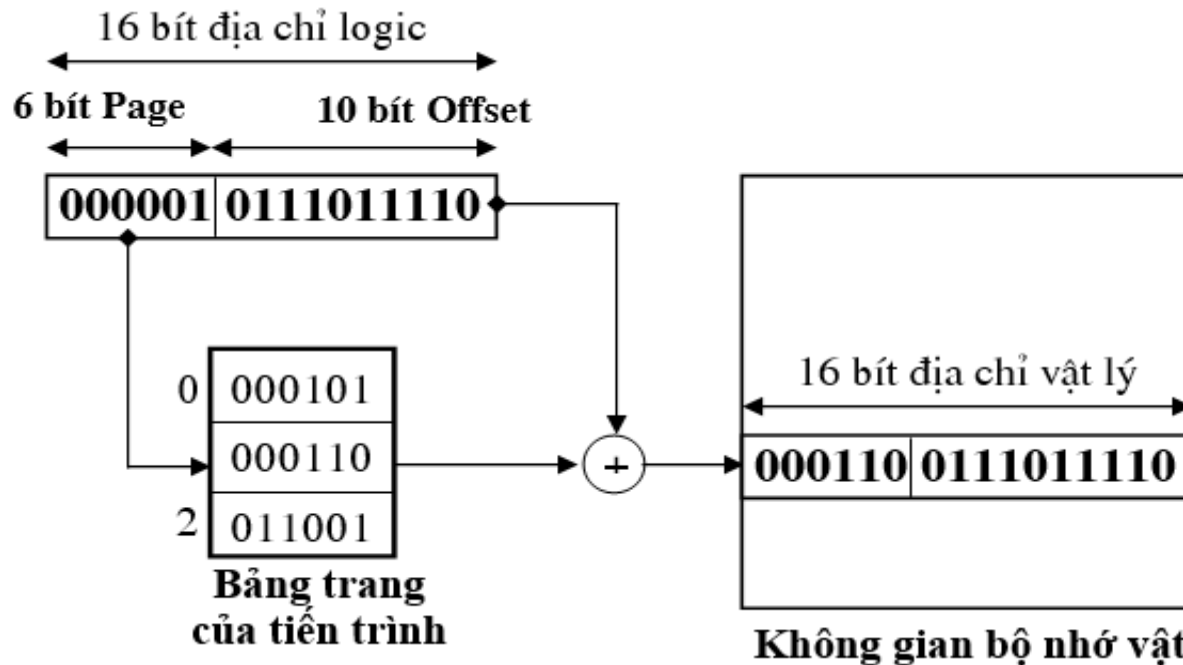 16 bít địa chỉ logic
6 bít Page 10 bít Offset
000001 0111011110
16 bít địa chỉ vật lý
0 000101
000110
2 011001
+
000110 0111011110
Bảng trang
của tiến trình
Không gian bộ nhớ vật